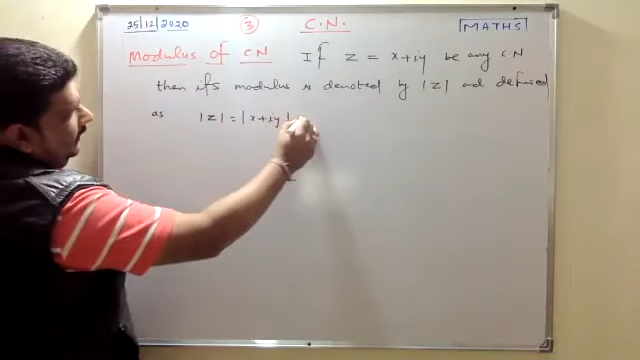 25/12/2020 3 C.N. MATHS
Modulus of CN If Z = x+iy be any CN
then its modulus is denoted by |Z| and defined
as |Z| = |x+iy|